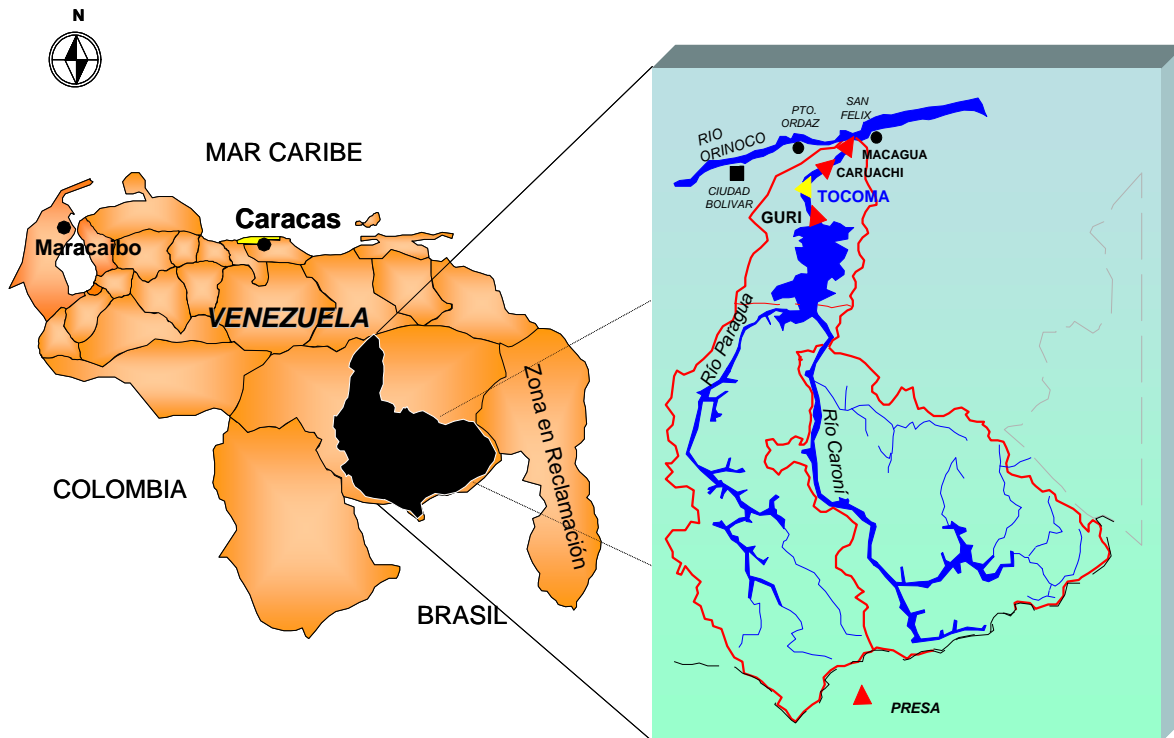 N
MAR CARIBE
Caracas
Maracaibo
VENEZUELA
Zona en Reclamación
COLOMBIA
BRASIL
SAN
FELIX
PTO.
ORDAZ
RIO
ORINOCO
MACAGUA
CARUACHI
CIUDAD
BOLIVAR
TOCOMA
GURI
Río Paragua
Río Caroní
PRESA